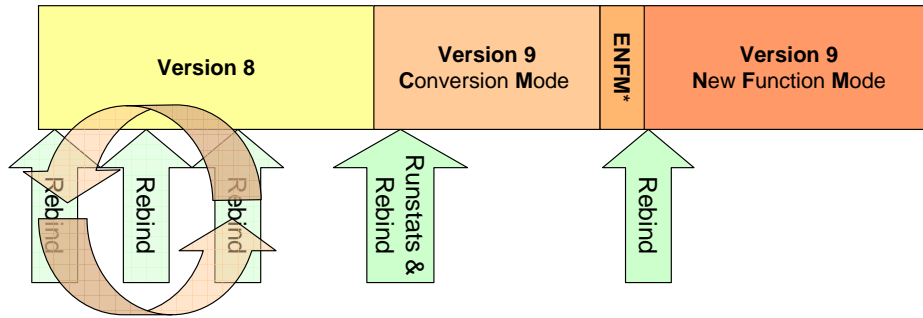 Version 8
Version 9
Conversion Mode
ENFM*
Version 9
New Function Mode
Rebind
Rebind
Rebind
Runstats &
Rebind
Rebind